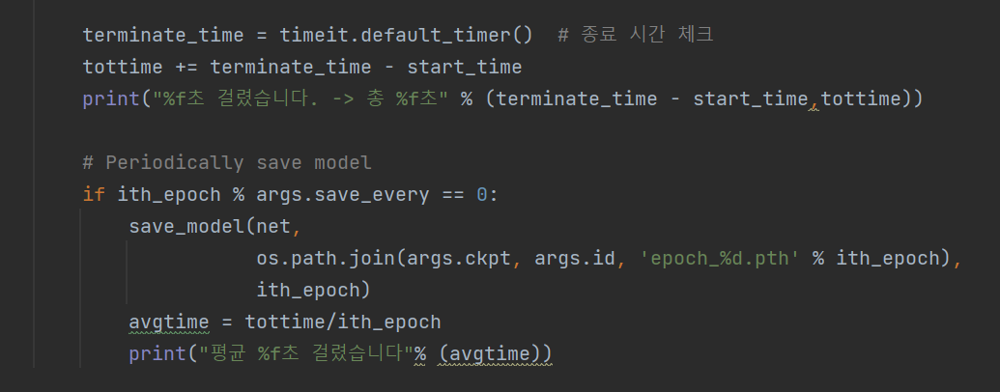 terminate_time = timeit.default_timer()  # 종료 시간 체크
tottime += terminate_time - start_time
print("%f초 걸렸습니다. -> 총 %f초" % (terminate_time - start_time,tottime))
# Periodically save model
if ith_epoch % args.save_every == 0:
save_model(net,
os.path.join(args.ckpt, args.id, 'epoch_%d.pth' % ith_epoch),
ith_epoch)
avgtime = tottime/ith_epoch
print("평균 %f초 걸렸습니다"% (avgtime))